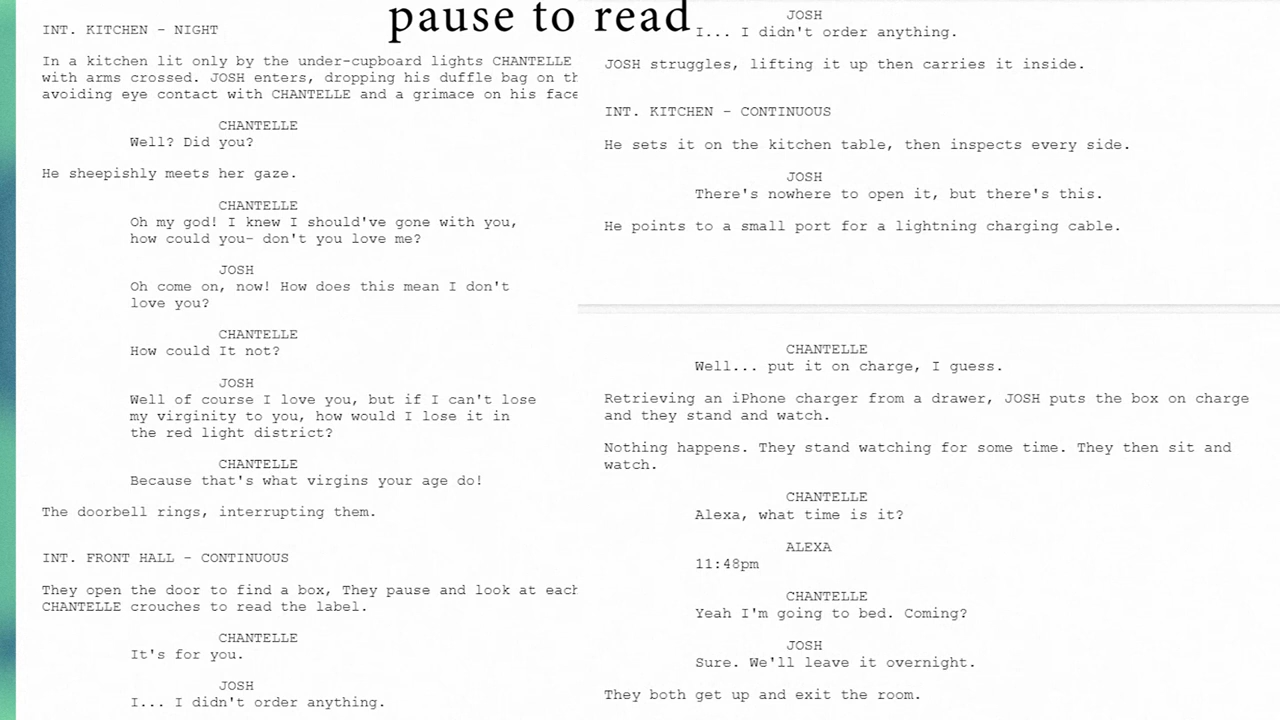 pause to read
INT. KITCHEN - NIGHT
In a kitchen lit only by the under-cupboard lights CHANTELLE
with arms crossed. JOSH enters, dropping his duffle bag on th
avoiding eye contact with CHANTELLE and a grimace on his face
CHANTELLE
Well? Did you?
He sheepishly meets her gaze.
CHANTELLE
Oh my god! I knew I should've gone with you,
how could you- don't you love me?
JOSH
Oh come on, now! How does this mean I don't
love you?
CHANTELLE
How could It not?
JOSH
Well of course I love you, but if I can't lose
my virginity to you, how would I lose it in
the red light district?
CHANTELLE
Because that's what virgins your age do!
The doorbell rings, interrupting them.
INT. FRONT HALL - CONTINUOUS
They open the door to find a box, They pause and look at each
CHANTELLE crouches to read the label.
CHANTELLE
It's for you.
JOSH
I... I didn't order anything.
JOSH
I... I didn't order anything.
JOSH struggles, lifting it up then carries it inside.
INT. KITCHEN - CONTINUOUS
He sets it on the kitchen table, then inspects every side.
JOSH
There's nowhere to open it, but there's this.
He points to a small port for a lightning charging cable.
CHANTELLE
Well... put it on charge, I guess.
Retrieving an iPhone charger from a drawer, JOSH puts the box on charge
and they stand and watch.
Nothing happens. They stand watching for some time. They then sit and
watch.
CHANTELLE
Alexa, what time is it?
ALEXA
11:48pm
CHANTELLE
Yeah I'm going to bed. Coming?
JOSH
Sure. We'll leave it overnight.
They both get up and exit the room.